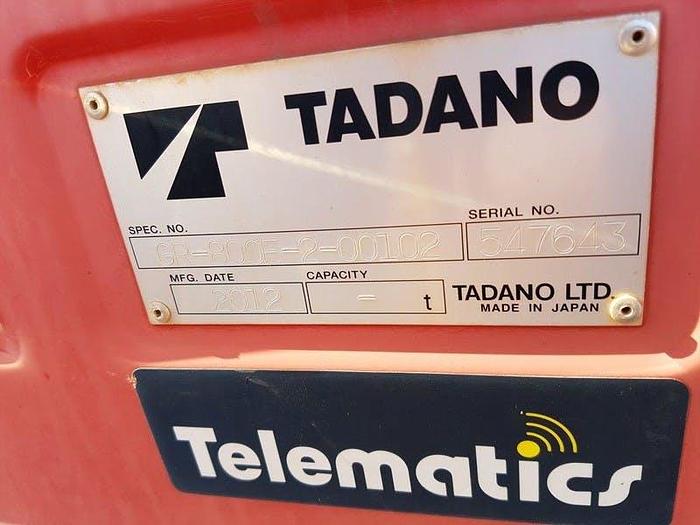 TADANO
SPEC. NO.
GR-800E-2-00102
SERIAL NO.
547643
MFG. DATE
2012
CAPACITY
- t
TADANO LTD.
MADE IN JAPAN
Telematics